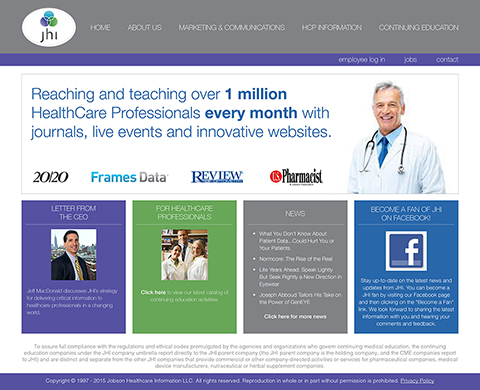 jhi
HOME ABOUT US MARKETING & COMMUNICATIONS HCP INFORMATION CONTINUING EDUCATION
employee log in jobs contact
Reaching and teaching over 1 million
HealthCare Professionals every month with
journals, live events and innovative websites.
20/20 Frames Data REVIEW U.S. Pharmacist
LETTER FROM
THE CEO
Jeff MacDonald discusses JHI's strategy
for delivering critical information to
healthcare professionals in a changing
world.
FOR HEALTHCARE
PROFESSIONALS
Click here to view our latest catalog of
continuing education activities.
NEWS
• What You Don't Know About
Patient Data...Could Hurt You or
Your Patients
• Normcore: The Rise of the Real
• Life Years Ahead: Speak Lightly
But Seek Rightly a New Direction in
Eyewear
• Joseph Abboud Tailors His Take on
the Power of GenEYE
Click here for more news
BECOME A FAN OF JHI
ON FACEBOOK!
f
Stay up-to-date on the latest news and
updates from JHI. You can become a
JHI fan by visiting our Facebook page
and then clicking on the "Become a Fan"
link. We look forward to sharing the latest
information with you and hearing your
comments and feedback.
To assure full compliance with the regulations and ethical codes promulgated by the agencies and organizations who govern continuing medical education, the continuing
education companies under the JHI company umbrella report directly to the JHI parent company (the JHI parent company is the holding company, and the CME companies report
to JHI) and are distinct and separate from the other JHI companies that provide commercial or other company-directed activities or services for pharmaceutical companies, medical
device manufacturers, nutraceutical or herbal supplement companies.
Copyright © 1997 - 2015 Jobson Healthcare Information LLC. All rights reserved. Reproduction in whole or in part without permission is prohibited. Privacy Policy.